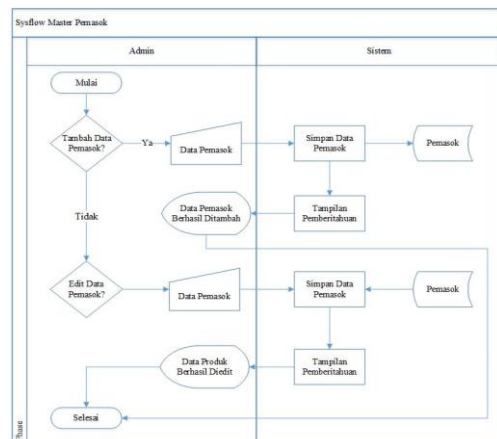 Sysflow Master Pemasok
Admin
Sistem
Mulai
Tambah Data
Pemasok?
Ya
Data Pemasok
Simpan Data
Pemasok
Pemasok
Tidak
Data Pemasok
Berhasil Ditambah
Tampilan
Pemberitahuan
Edit Data
Pemasok?
Data Pemasok
Simpan Data
Pemasok
Pemasok
Data Produk
Berhasil Diedit
Tampilan
Pemberitahuan
Selesai
Phase